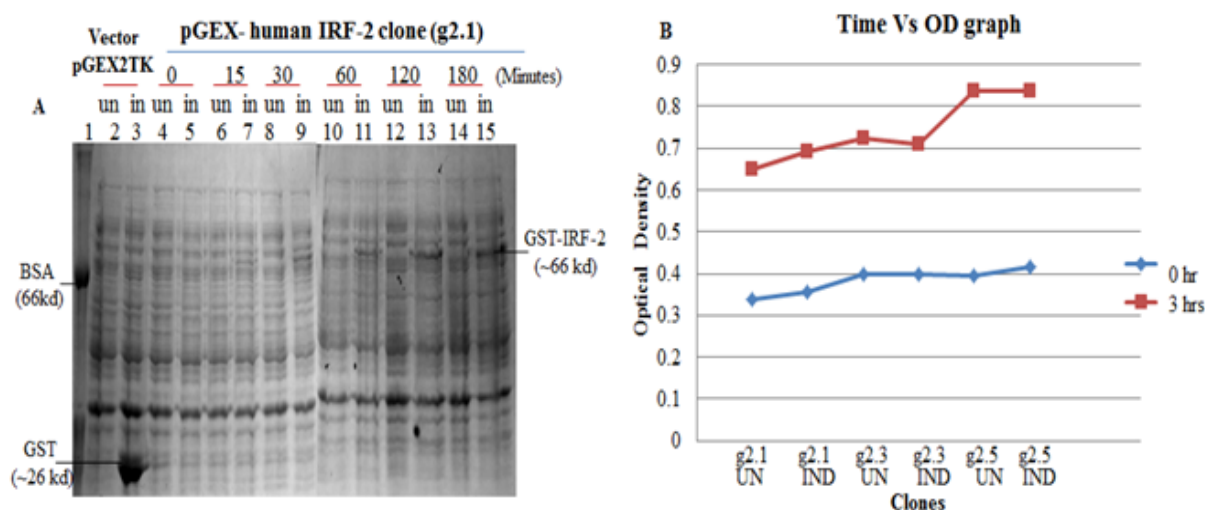 A
Vector
pGEX2TK
pGEX- human IRF-2 clone (g2.1)
0 15 30 60 120 180 (Minutes)
un in un in un in un in un in un in un in
1 2 3 4 5 6 7 8 9 10 11 12 13 14 15
BSA
(66kd)
GST
(~26 kd)
GST-IRF-2
(~66 kd)
B
Time Vs OD graph
Optical Density
0.9
0.8
0.7
0.6
0.5
0.4
0.3
0.2
0.1
0
g2.1 UN
g2.1 IND
g2.3 UN
g2.3 IND
g2.5 UN
g2.5 IND
Clones
0 hr
3 hrs